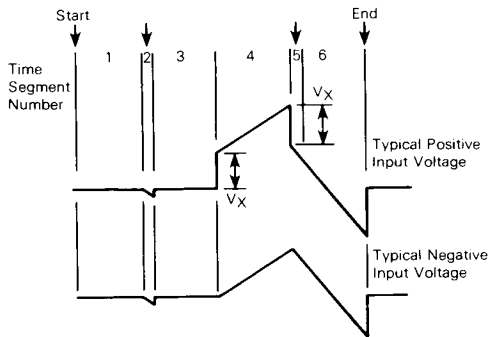 Start
End
1 2 3 4 5 6
Time
Segment
Number
VX
Typical Positive
Input Voltage
VX
Typical Negative
Input Voltage